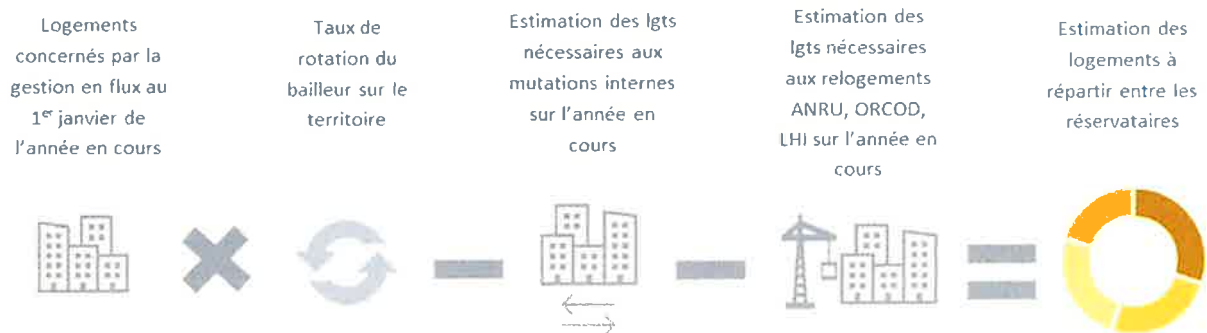 Logements
concernés par la
gestion en flux au
1er janvier de
l'année en cours
Taux de
rotation du
bailleur sur le
territoire
Estimation des lgts
nécessaires aux
mutations internes
sur l'année en
cours
Estimation des
lgts nécessaires
aux relogements
ANRU, ORCOD,
LHI sur l'année en
cours
Estimation des
logements à
répartir entre les
réservataires